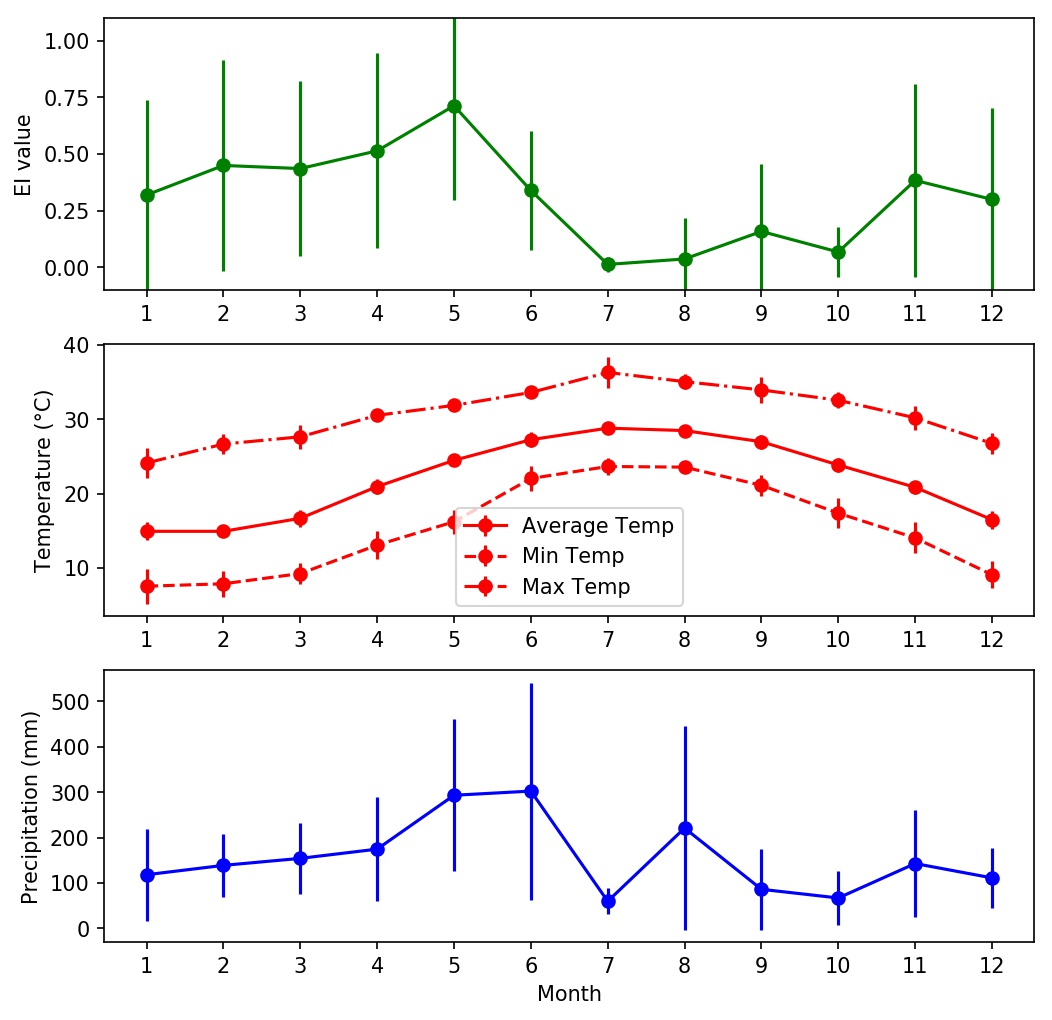 1.00
0.75
0.50
0.25
0.00
EI value
1 2 3 4 5 6 7 8 9 10 11 12
40
30
20
10
Temperature (°C)
Average Temp
Min Temp
Max Temp
1 2 3 4 5 6 7 8 9 10 11 12
500
400
300
200
100
0
Precipitation (mm)
1 2 3 4 5 6 7 8 9 10 11 12
Month